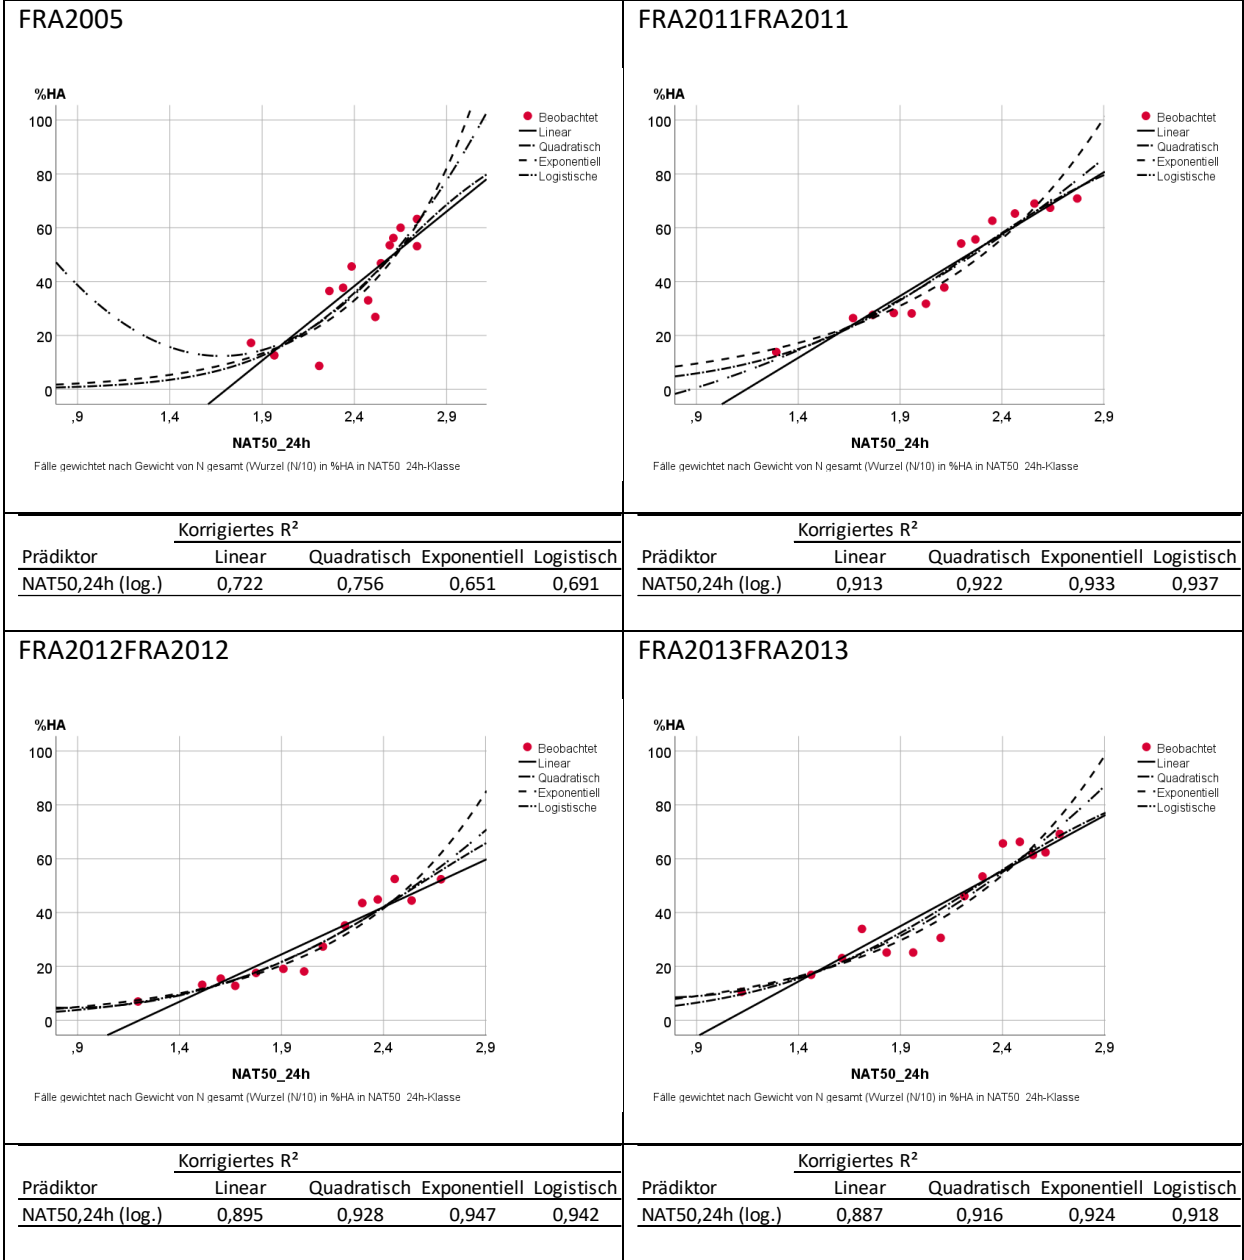 FRA2005
%HA
100
80
60
40
20
0
,9 1,4 1,9 2,4 2,9
NAT50_24h
Beobachtet
Linear
Quadratisch
Exponentiell
Logistische
Fälle gewichtet nach Gewicht von N gesamt (Wurzel (N/10) in %HA in NAT50_24h-Klasse
Korrigiertes R²
Prädiktor Linear Quadratisch Exponentiell Logistisch
NAT50,24h (log.) 0,722 0,756 0,651 0,691
FRA2011FRA2011
%HA
100
80
60
40
20
0
,9 1,4 1,9 2,4 2,9
NAT50_24h
Beobachtet
Linear
Quadratisch
Exponentiell
Logistische
Fälle gewichtet nach Gewicht von N gesamt (Wurzel (N/10) in %HA in NAT50_24h-Klasse
Korrigiertes R²
Prädiktor Linear Quadratisch Exponentiell Logistisch
NAT50,24h (log.) 0,913 0,922 0,933 0,937
FRA2012FRA2012
%HA
100
80
60
40
20
0
,9 1,4 1,9 2,4 2,9
NAT50_24h
Beobachtet
Linear
Quadratisch
Exponentiell
Logistische
Fälle gewichtet nach Gewicht von N gesamt (Wurzel (N/10) in %HA in NAT50_24h-Klasse
Korrigiertes R²
Prädiktor Linear Quadratisch Exponentiell Logistisch
NAT50,24h (log.) 0,895 0,928 0,947 0,942
FRA2013FRA2013
%HA
100
80
60
40
20
0
,9 1,4 1,9 2,4 2,9
NAT50_24h
Beobachtet
Linear
Quadratisch
Exponentiell
Logistische
Fälle gewichtet nach Gewicht von N gesamt (Wurzel (N/10) in %HA in NAT50_24h-Klasse
Korrigiertes R²
Prädiktor Linear Quadratisch Exponentiell Logistisch
NAT50,24h (log.) 0,887 0,916 0,924 0,918